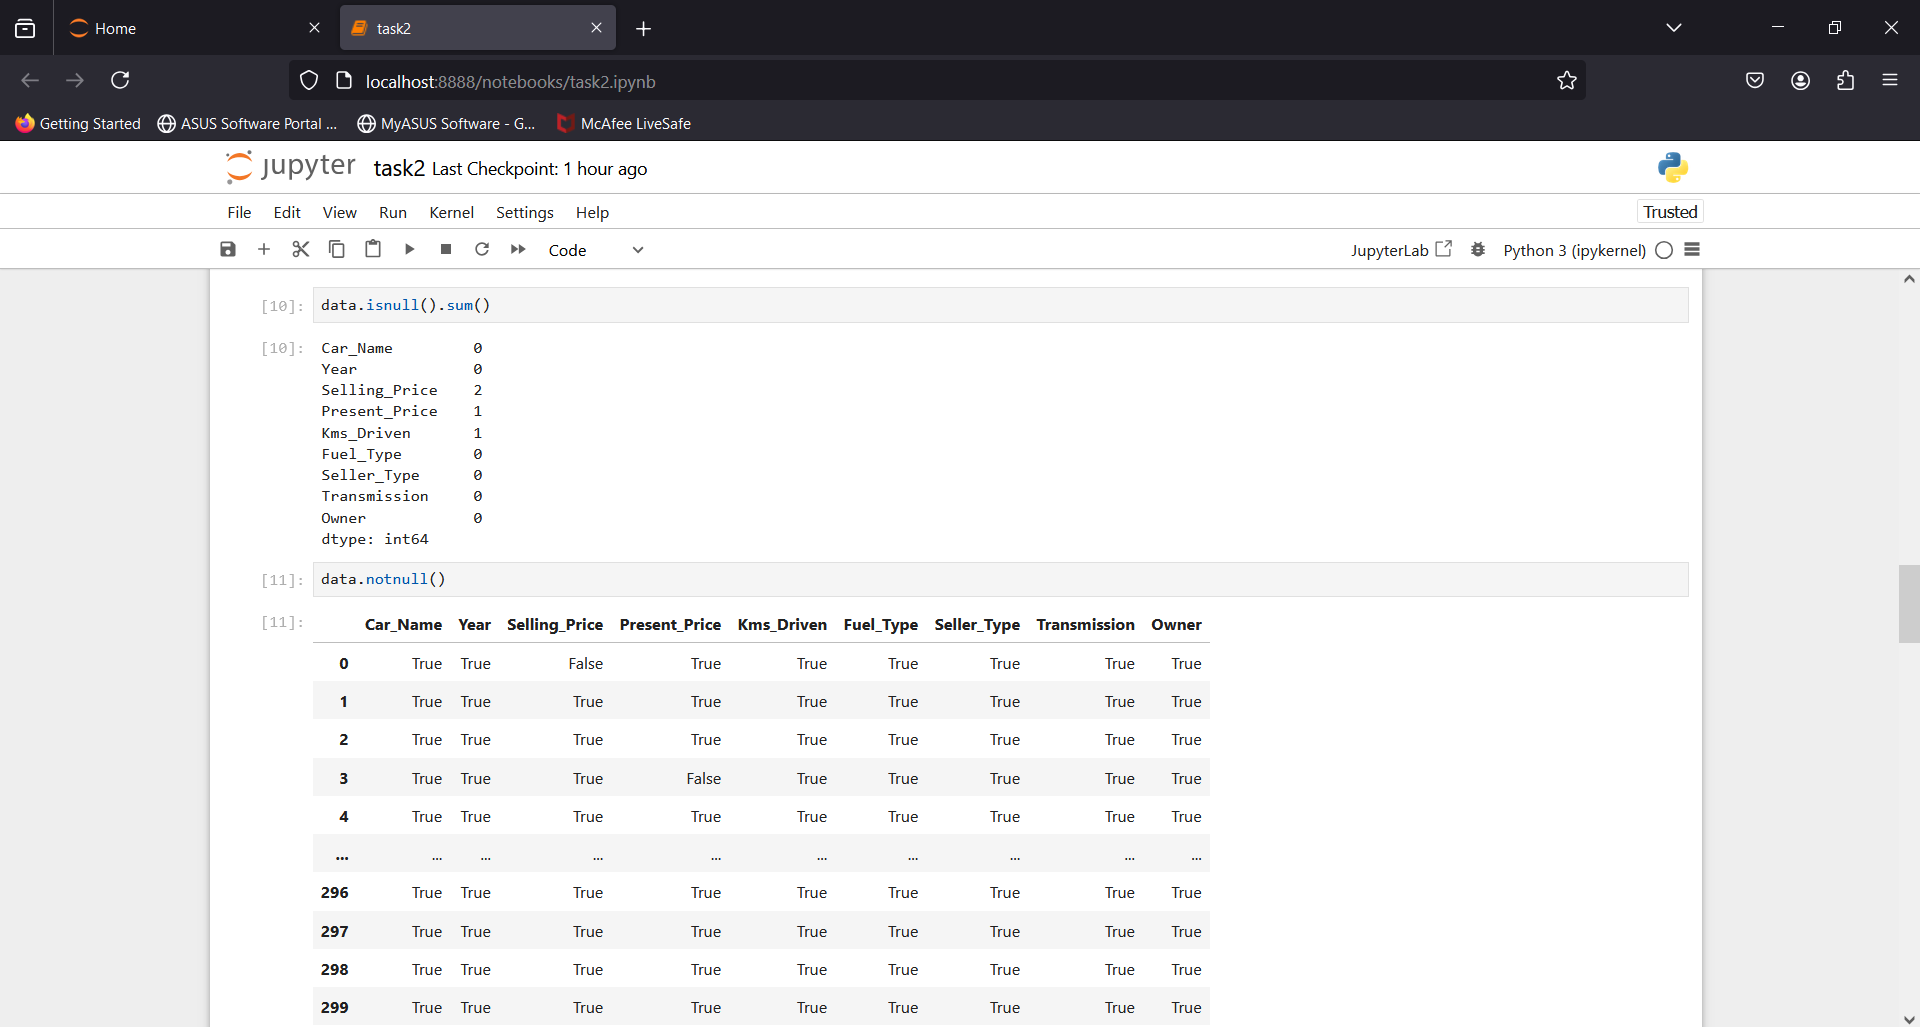 Home
task2
localhost:8888/notebooks/task2.ipynb
Getting Started
ASUS Software Portal ...
MyASUS Software - G...
McAfee LiveSafe
jupyter task2 Last Checkpoint: 1 hour ago
File Edit View Run Kernel Settings Help
Trusted
Code
JupyterLab
Python 3 (ipykernel)
[10]: data.isnull().sum()
[10]: Car_Name 0
Year 0
Selling_Price 2
Present_Price 1
Kms_Driven 1
Fuel_Type 0
Seller_Type 0
Transmission 0
Owner 0
dtype: int64
[11]: data.notnull()
[11]: Car_Name Year Selling_Price Present_Price Kms_Driven Fuel_Type Seller_Type Transmission Owner
0 True True False True True True True True True
1 True True True True True True True True True
2 True True True True True True True True True
3 True True True False True True True True True
4 True True True True True True True True True
... ... ... ... ... ... ... ... ... ...
296 True True True True True True True True True
297 True True True True True True True True True
298 True True True True True True True True True
299 True True True True True True True True True